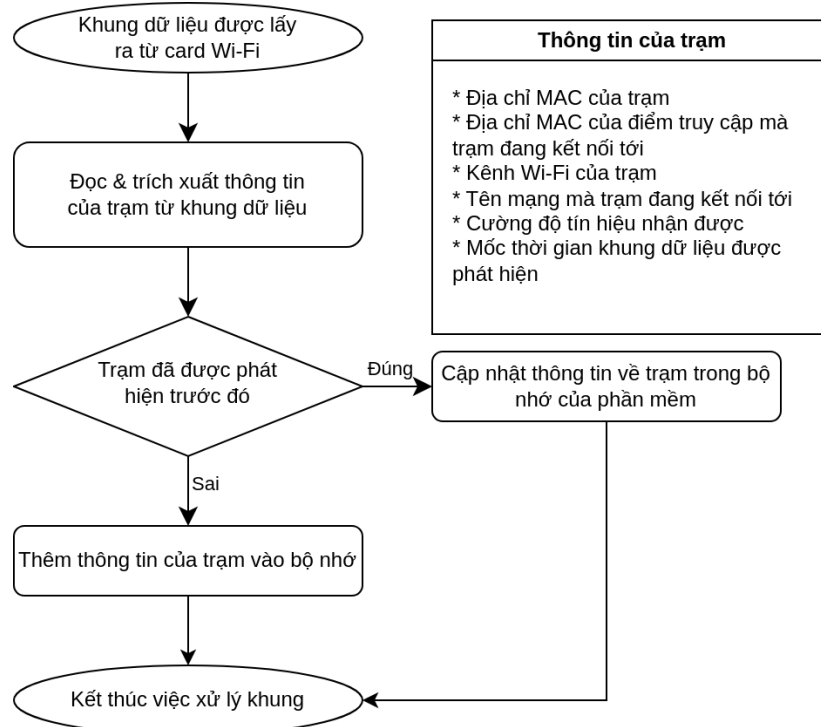 Khung dữ liệu được lấy
ra từ card Wi-Fi
Đọc & trích xuất thông tin
của trạm từ khung dữ liệu
Trạm đã được phát
hiện trước đó
Đúng
Cập nhật thông tin về trạm trong bộ
nhớ của phần mềm
Sai
Thêm thông tin của trạm vào bộ nhớ
Kết thúc việc xử lý khung
Thông tin của trạm
* Địa chỉ MAC của trạm
* Địa chỉ MAC của điểm truy cập mà
trạm đang kết nối tới
* Kênh Wi-Fi của trạm
* Tên mạng mà trạm đang kết nối tới
* Cường độ tín hiệu nhận được
* Mốc thời gian khung dữ liệu được
phát hiện